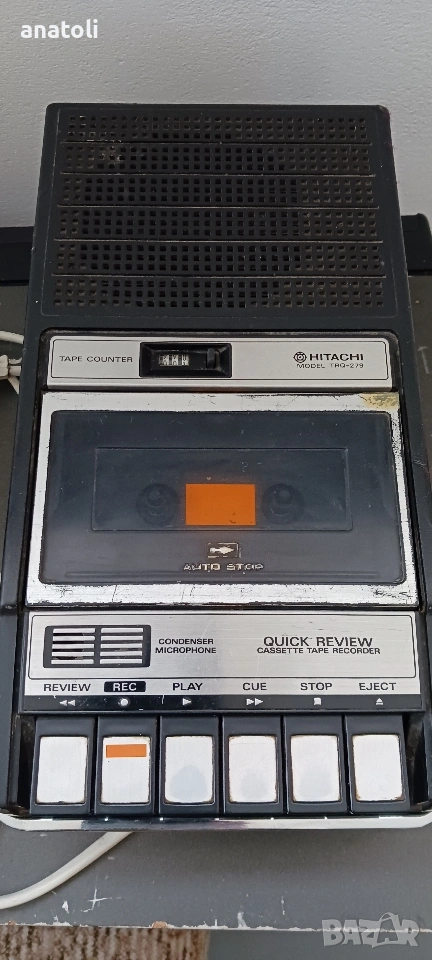 anatoli
TAPE COUNTER
HITACHI
MODEL TRQ-279
AUTO STOP
CONDENSER
MICROPHONE
QUICK REVIEW
CASSETTE TAPE RECORDER
REVIEW REC PLAY CUE STOP EJECT
BAZAR